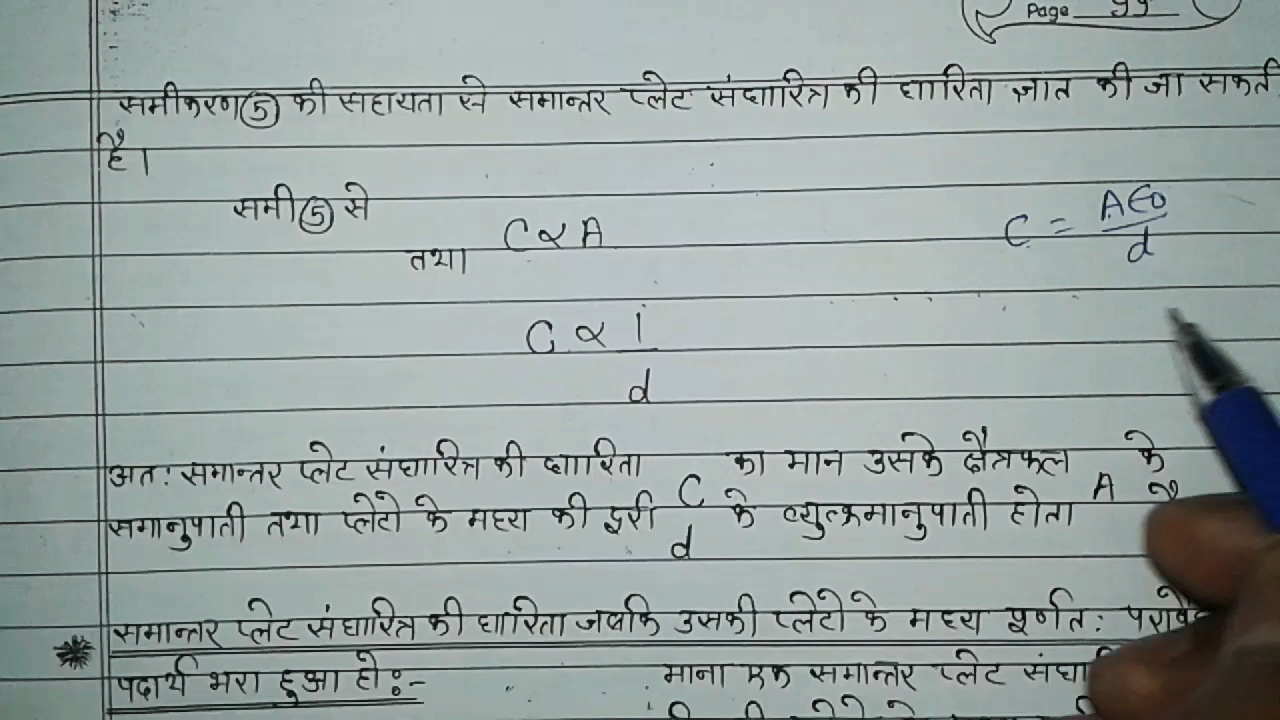 Page 99
समीकरण⑤ की सहायता से समान्तर प्लेट संधारित्र की धारिता ज्ञात की जा सकती
है।
समी⑤ से
C ∝ A
C = A∈0/d
तथा
C ∝ 1/d
अतः समान्तर प्लेट संधारित्र की धारिता C का मान उसके क्षेत्रफल A के
समानुपाती तथा प्लेटो के मध्य की दूरी d के व्युत्क्रमानुपाती होता है
समान्तर प्लेट संधारित्र की धारिता जबकि उसकी प्लेटो के मध्य पूर्णतः
पदार्थ भरा हुआ हो :-
माना एक समान्तर प्लेट